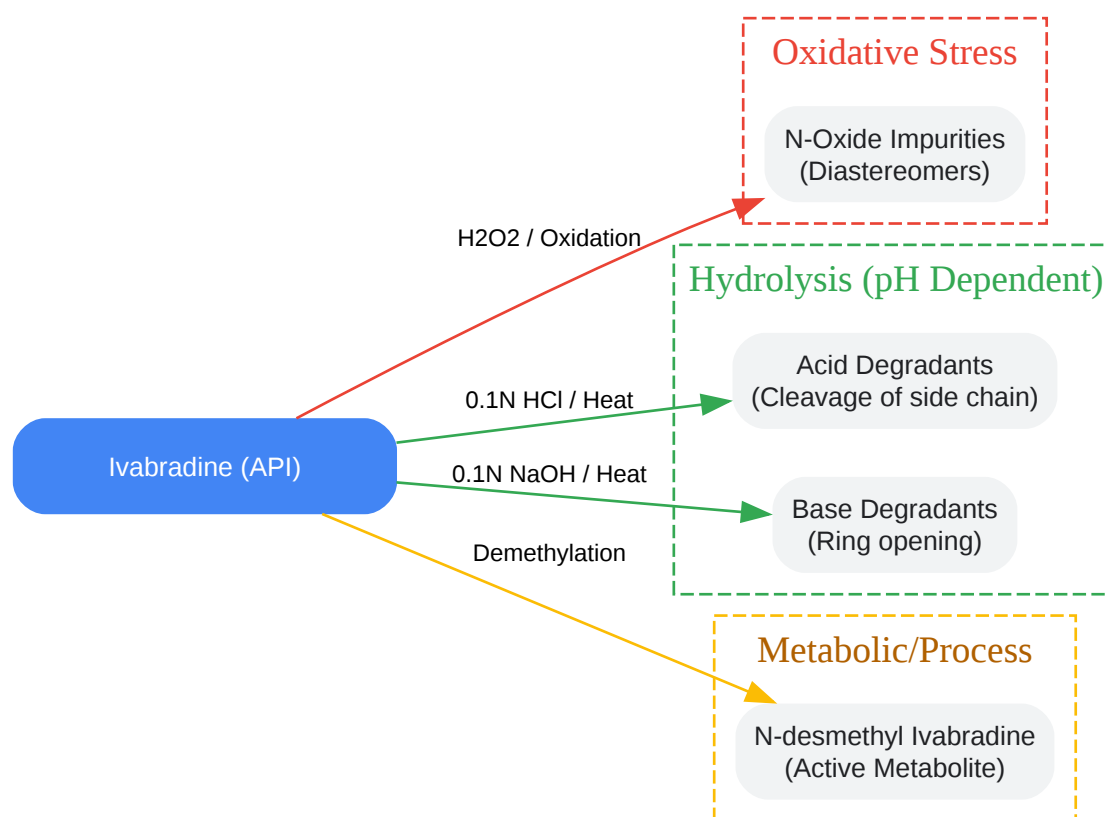 Oxidative Stress
N-Oxide Impurities
(Diastereomers)
H2O2 / Oxidation
Hydrolysis (pH Dependent)
Acid Degradants
(Cleavage of side chain)
0.1N HCl / Heat
Ivabradine (API)
0.1N NaOH / Heat
Base Degradants
(Ring opening)
Demethylation
Metabolic/Process
N-desmethyl Ivabradine
(Active Metabolite)